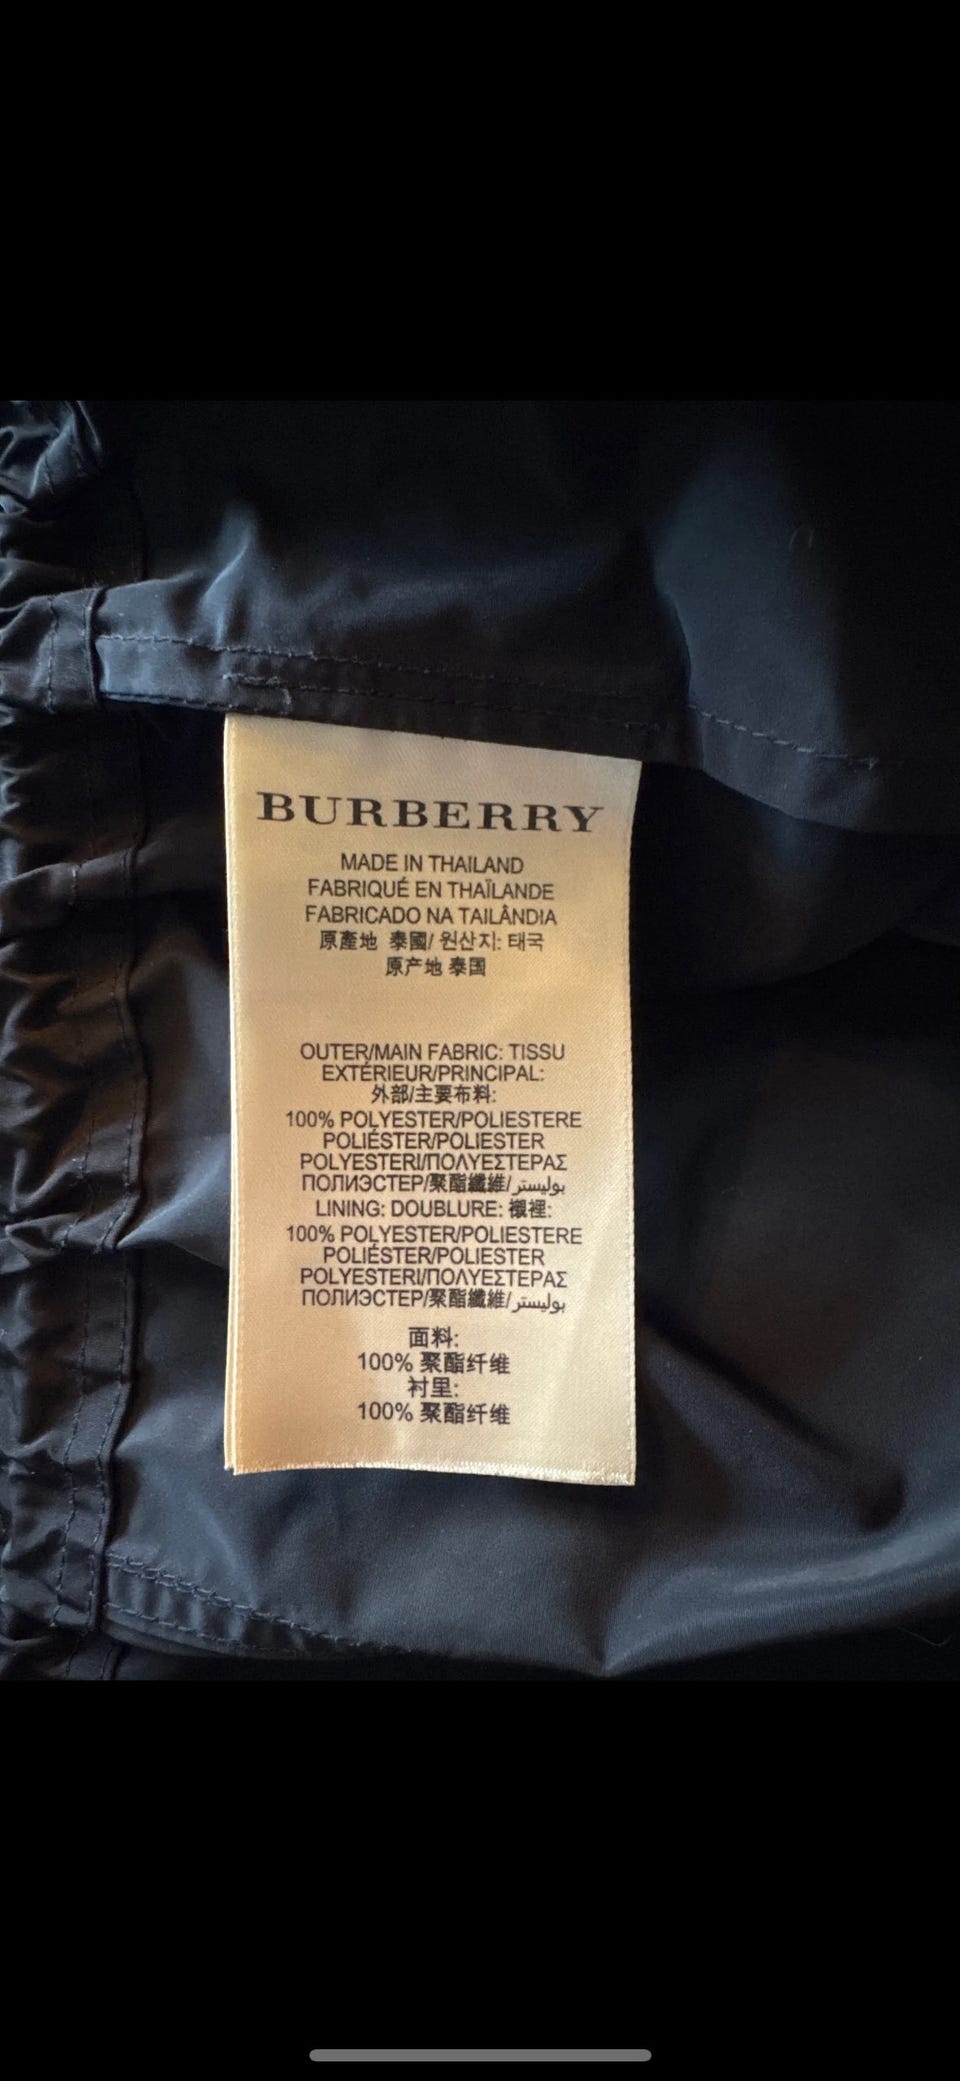 BURBERRY
MADE IN THAILAND
FABRIQUÉ EN THAÏLANDE
FABRICADO NA TAILÂNDIA
原產地 泰國/ 원산지: 태국
原产地 泰国
OUTER/MAIN FABRIC: TISSU
EXTÉRIEUR/PRINCIPAL:
外部/主要布料:
100% POLYESTER/POLIESTERE
POLIÉSTER/POLIESTER
POLYESTERI/ΠΟΛΥΕΣΤΕΡΑΣ
ПОЛИЭСТЕР/聚酯纖維/بوليستر
LINING: DOUBLURE: 襯裡:
100% POLYESTER/POLIESTERE
POLIÉSTER/POLIESTER
POLYESTERI/ΠΟΛΥΕΣΤΕΡΑΣ
ПОЛИЭСТЕР/聚酯纖維/بوليستر
面料:
100% 聚酯纤维
衬里:
100% 聚酯纤维